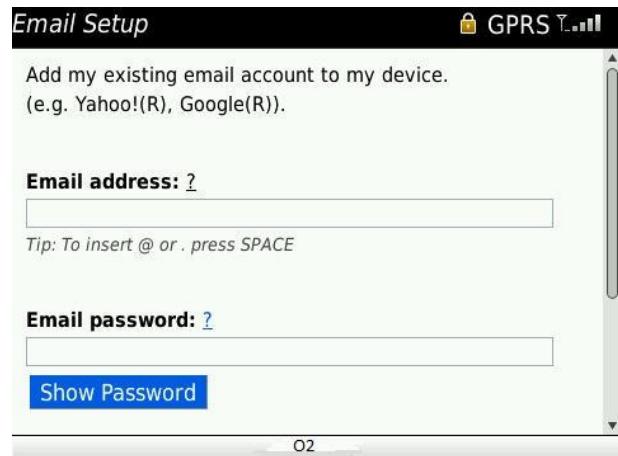 Email Setup GPRS
Add my existing email account to my device.
(e.g. Yahoo!(R), Google(R)).
Email address: ?
Tip: To insert @ or . press SPACE
Email password: ?
Show Password
O2